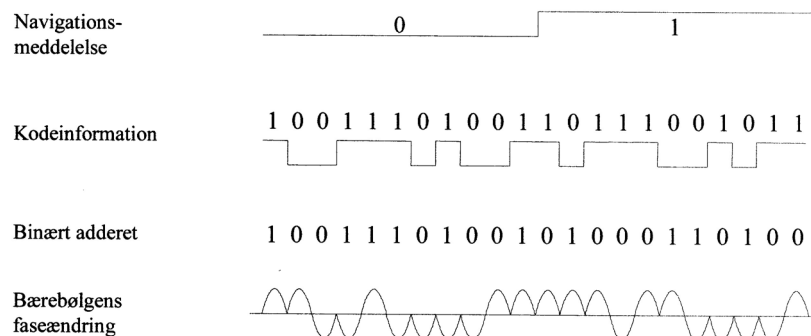 Navigations-
meddelelse
0 1
Kodeinformation
1 0 0 1 1 1 0 1 0 0 1 1 0 1 1 1 0 0 1 0 1 1
Binært adderet
1 0 0 1 1 1 0 1 0 0 1 0 1 0 0 0 1 1 0 1 0 0
Bærebølgens
faseændring